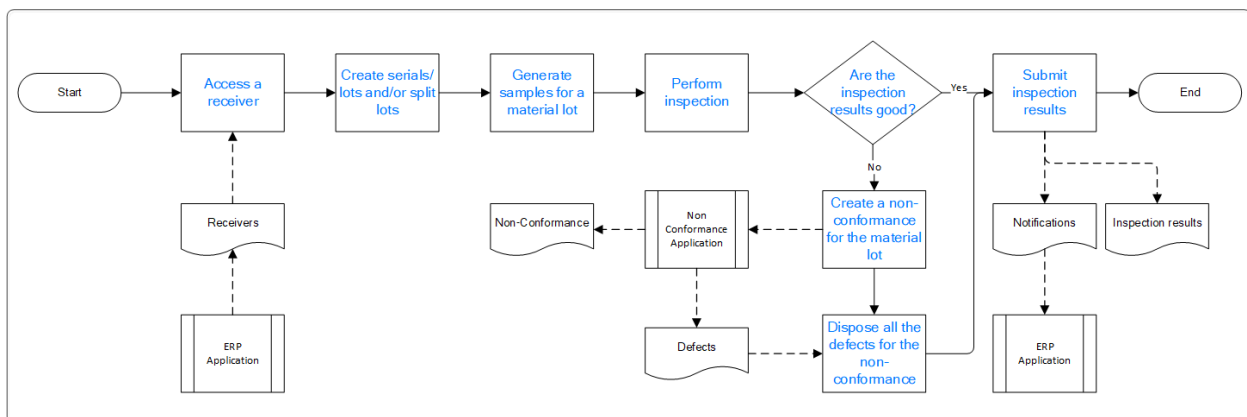 Start
Access a
receiver
Create serials/
lots and/or split
lots
Generate
samples for a
material lot
Perform
inspection
Are the
inspection
results good?
Yes
Submit
inspection
results
End
No
Receivers
Non-Conformance
Non
Conformance
Application
Create a non-
conformance
for the material
lot
Notifications
Inspection results
ERP
Application
Defects
Dispose all the
defects for the
non-
conformance
ERP
Application